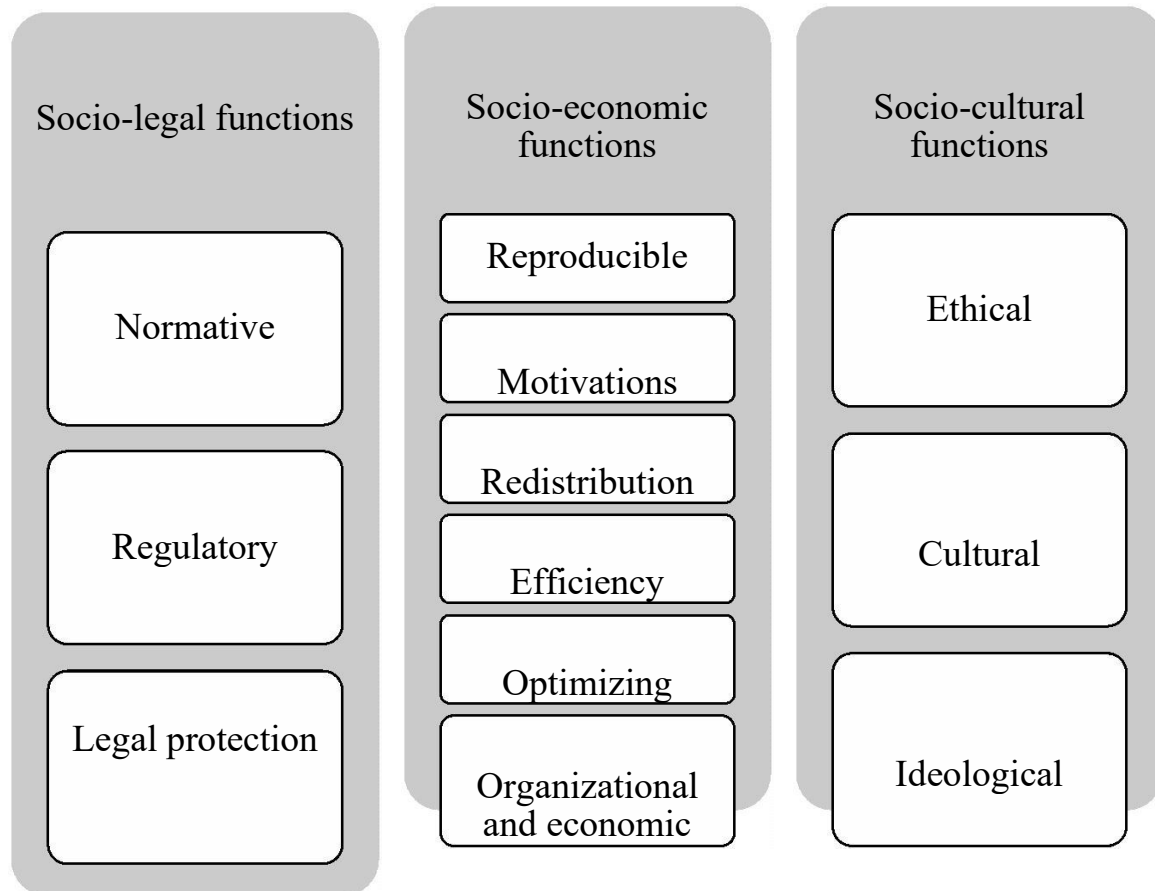 Socio-legal functions
Normative
Regulatory
Legal protection
Socio-economic
functions
Reproducible
Motivations
Redistribution
Efficiency
Optimizing
Organizational
and economic
Socio-cultural
functions
Ethical
Cultural
Ideological